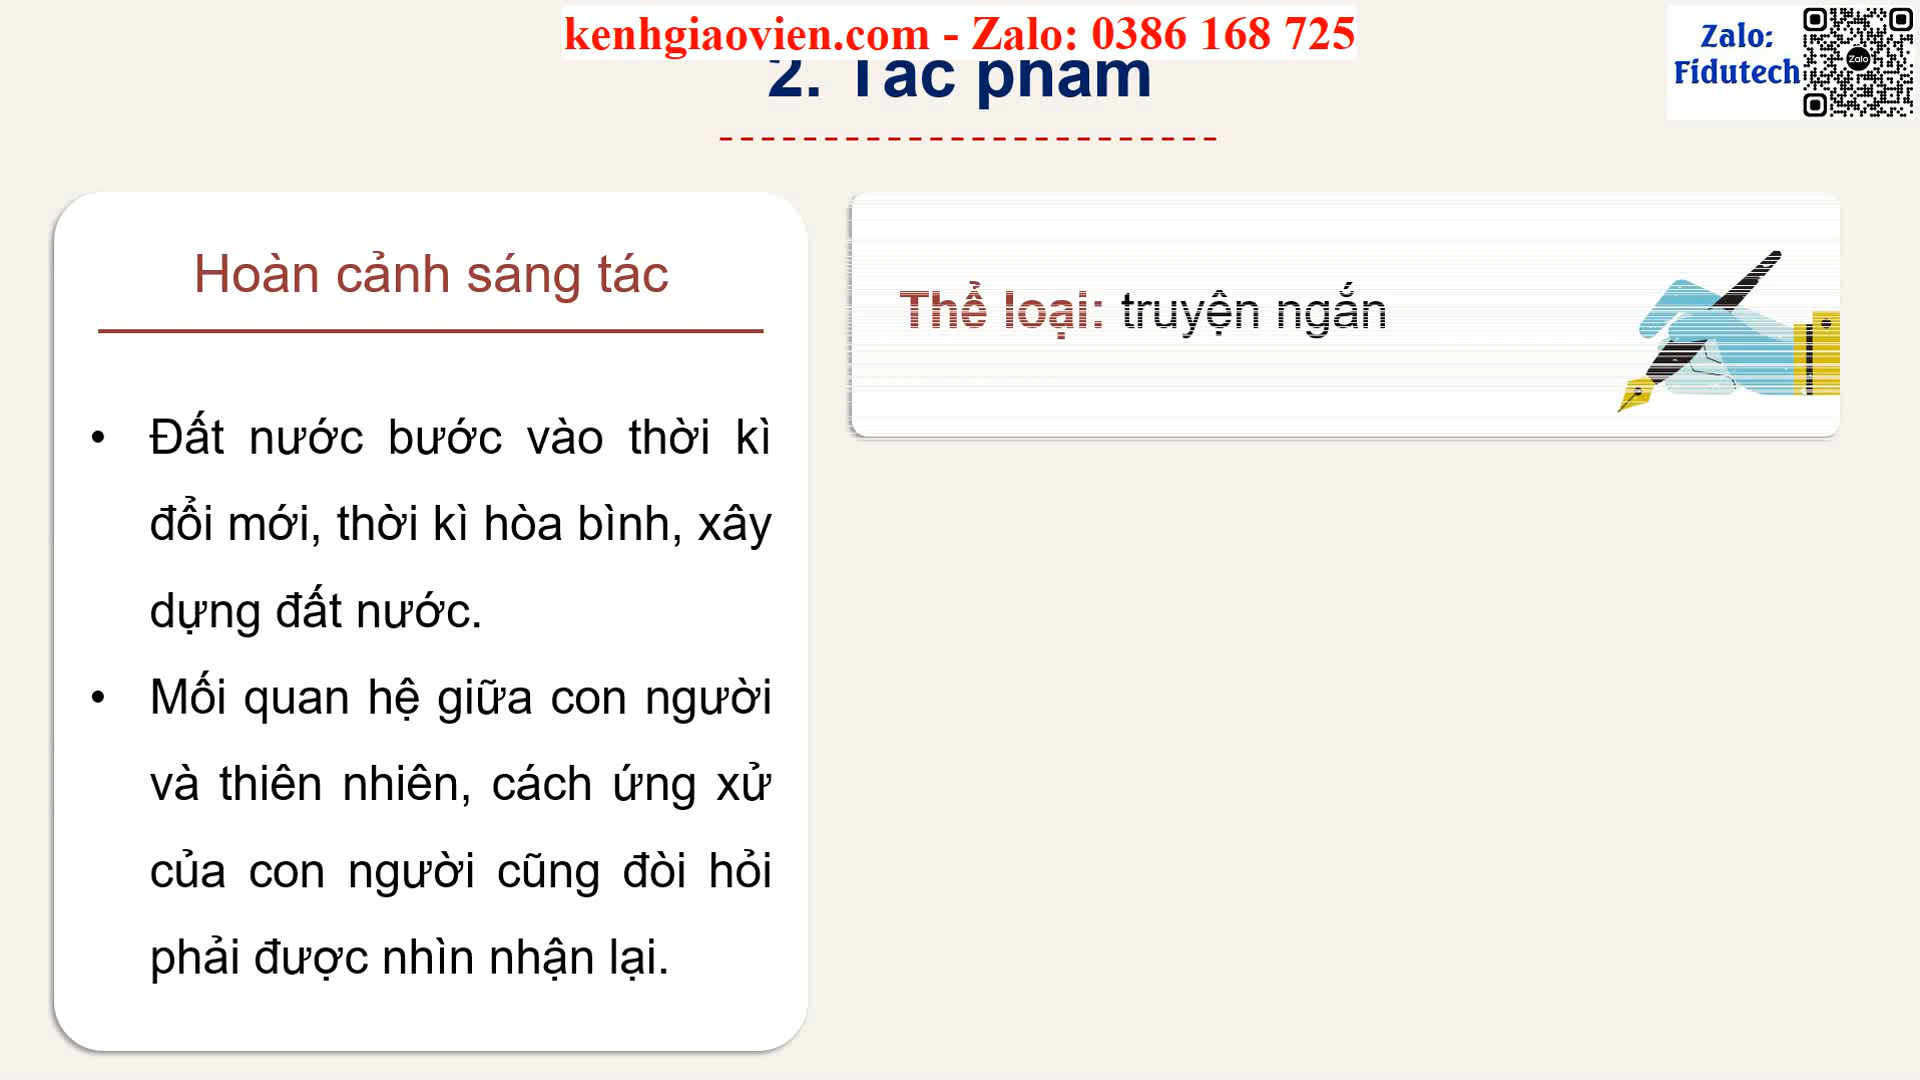 kenhgiaovien.com - Zalo: 0386 168 725
Zalo:
Fidutech
Zalo
2. Tác phẩm
Hoàn cảnh sáng tác
• Đất nước bước vào thời kì
đổi mới, thời kì hòa bình, xây
dựng đất nước.
• Mối quan hệ giữa con người
và thiên nhiên, cách ứng xử
của con người cũng đòi hỏi
phải được nhìn nhận lại.
Thể loại: truyện ngắn